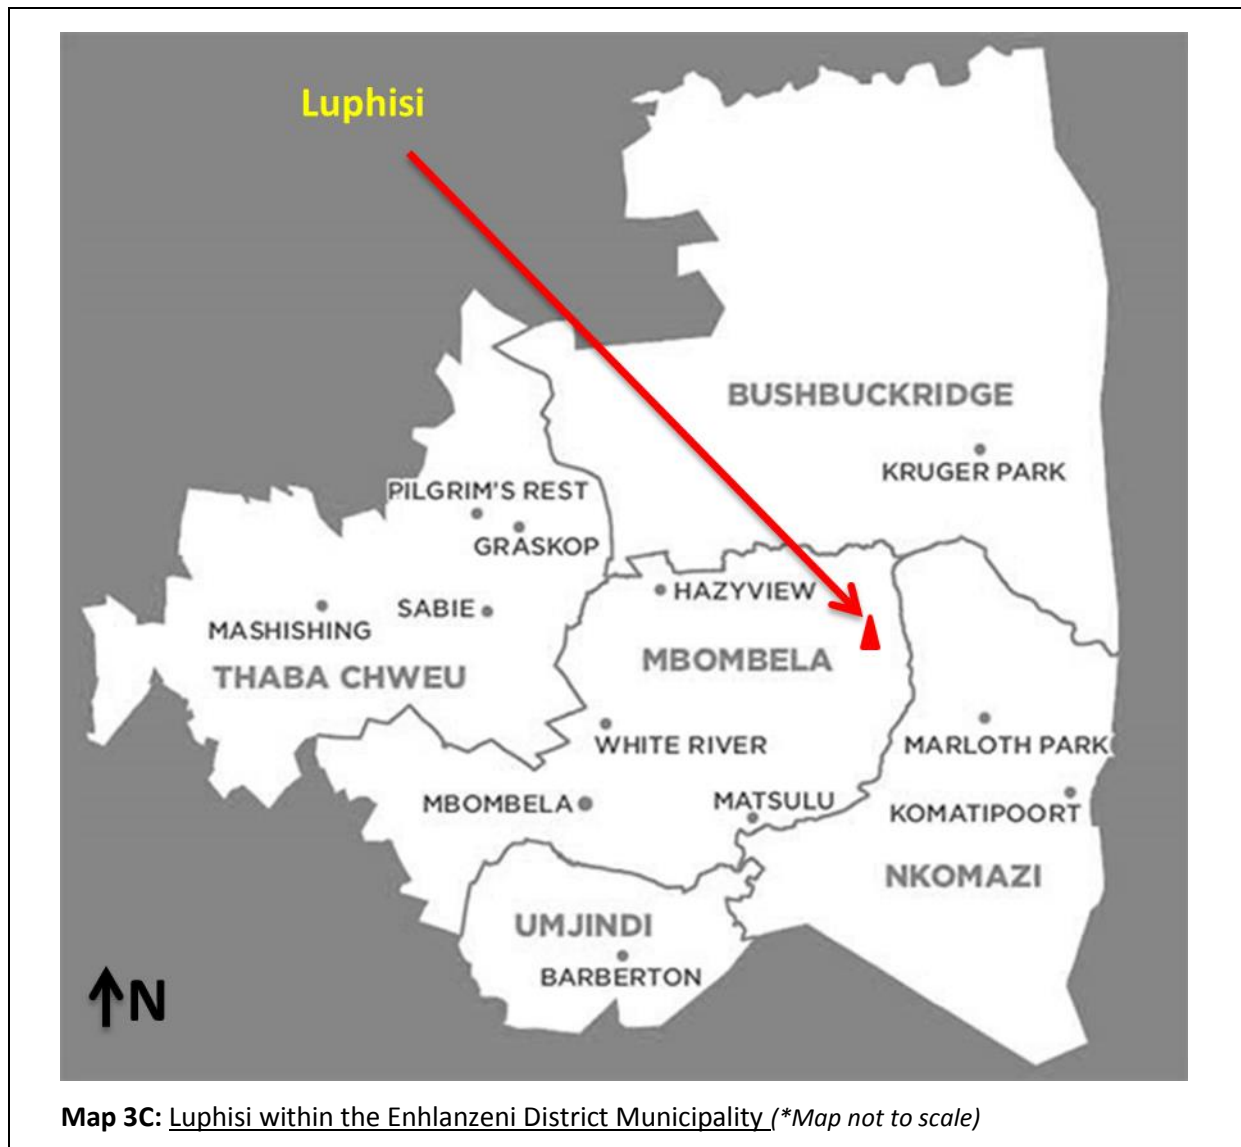 Luphisi
BUSHBUCKRIDGE
KRUGER PARK
PILGRIM'S REST
GRASKOP
HAZYVIEW
SABIE
MASHISHING
MBOMBELA
THABA CHWEU
WHITE RIVER
MARLOTH PARK
MBOMBELA
MATSULU
KOMATIPOORT
NKOMAZI
UMJINDI
BARBERTON
N
Map 3C: Luphisi within the Enhlanzeni District Municipality (*Map not to scale)